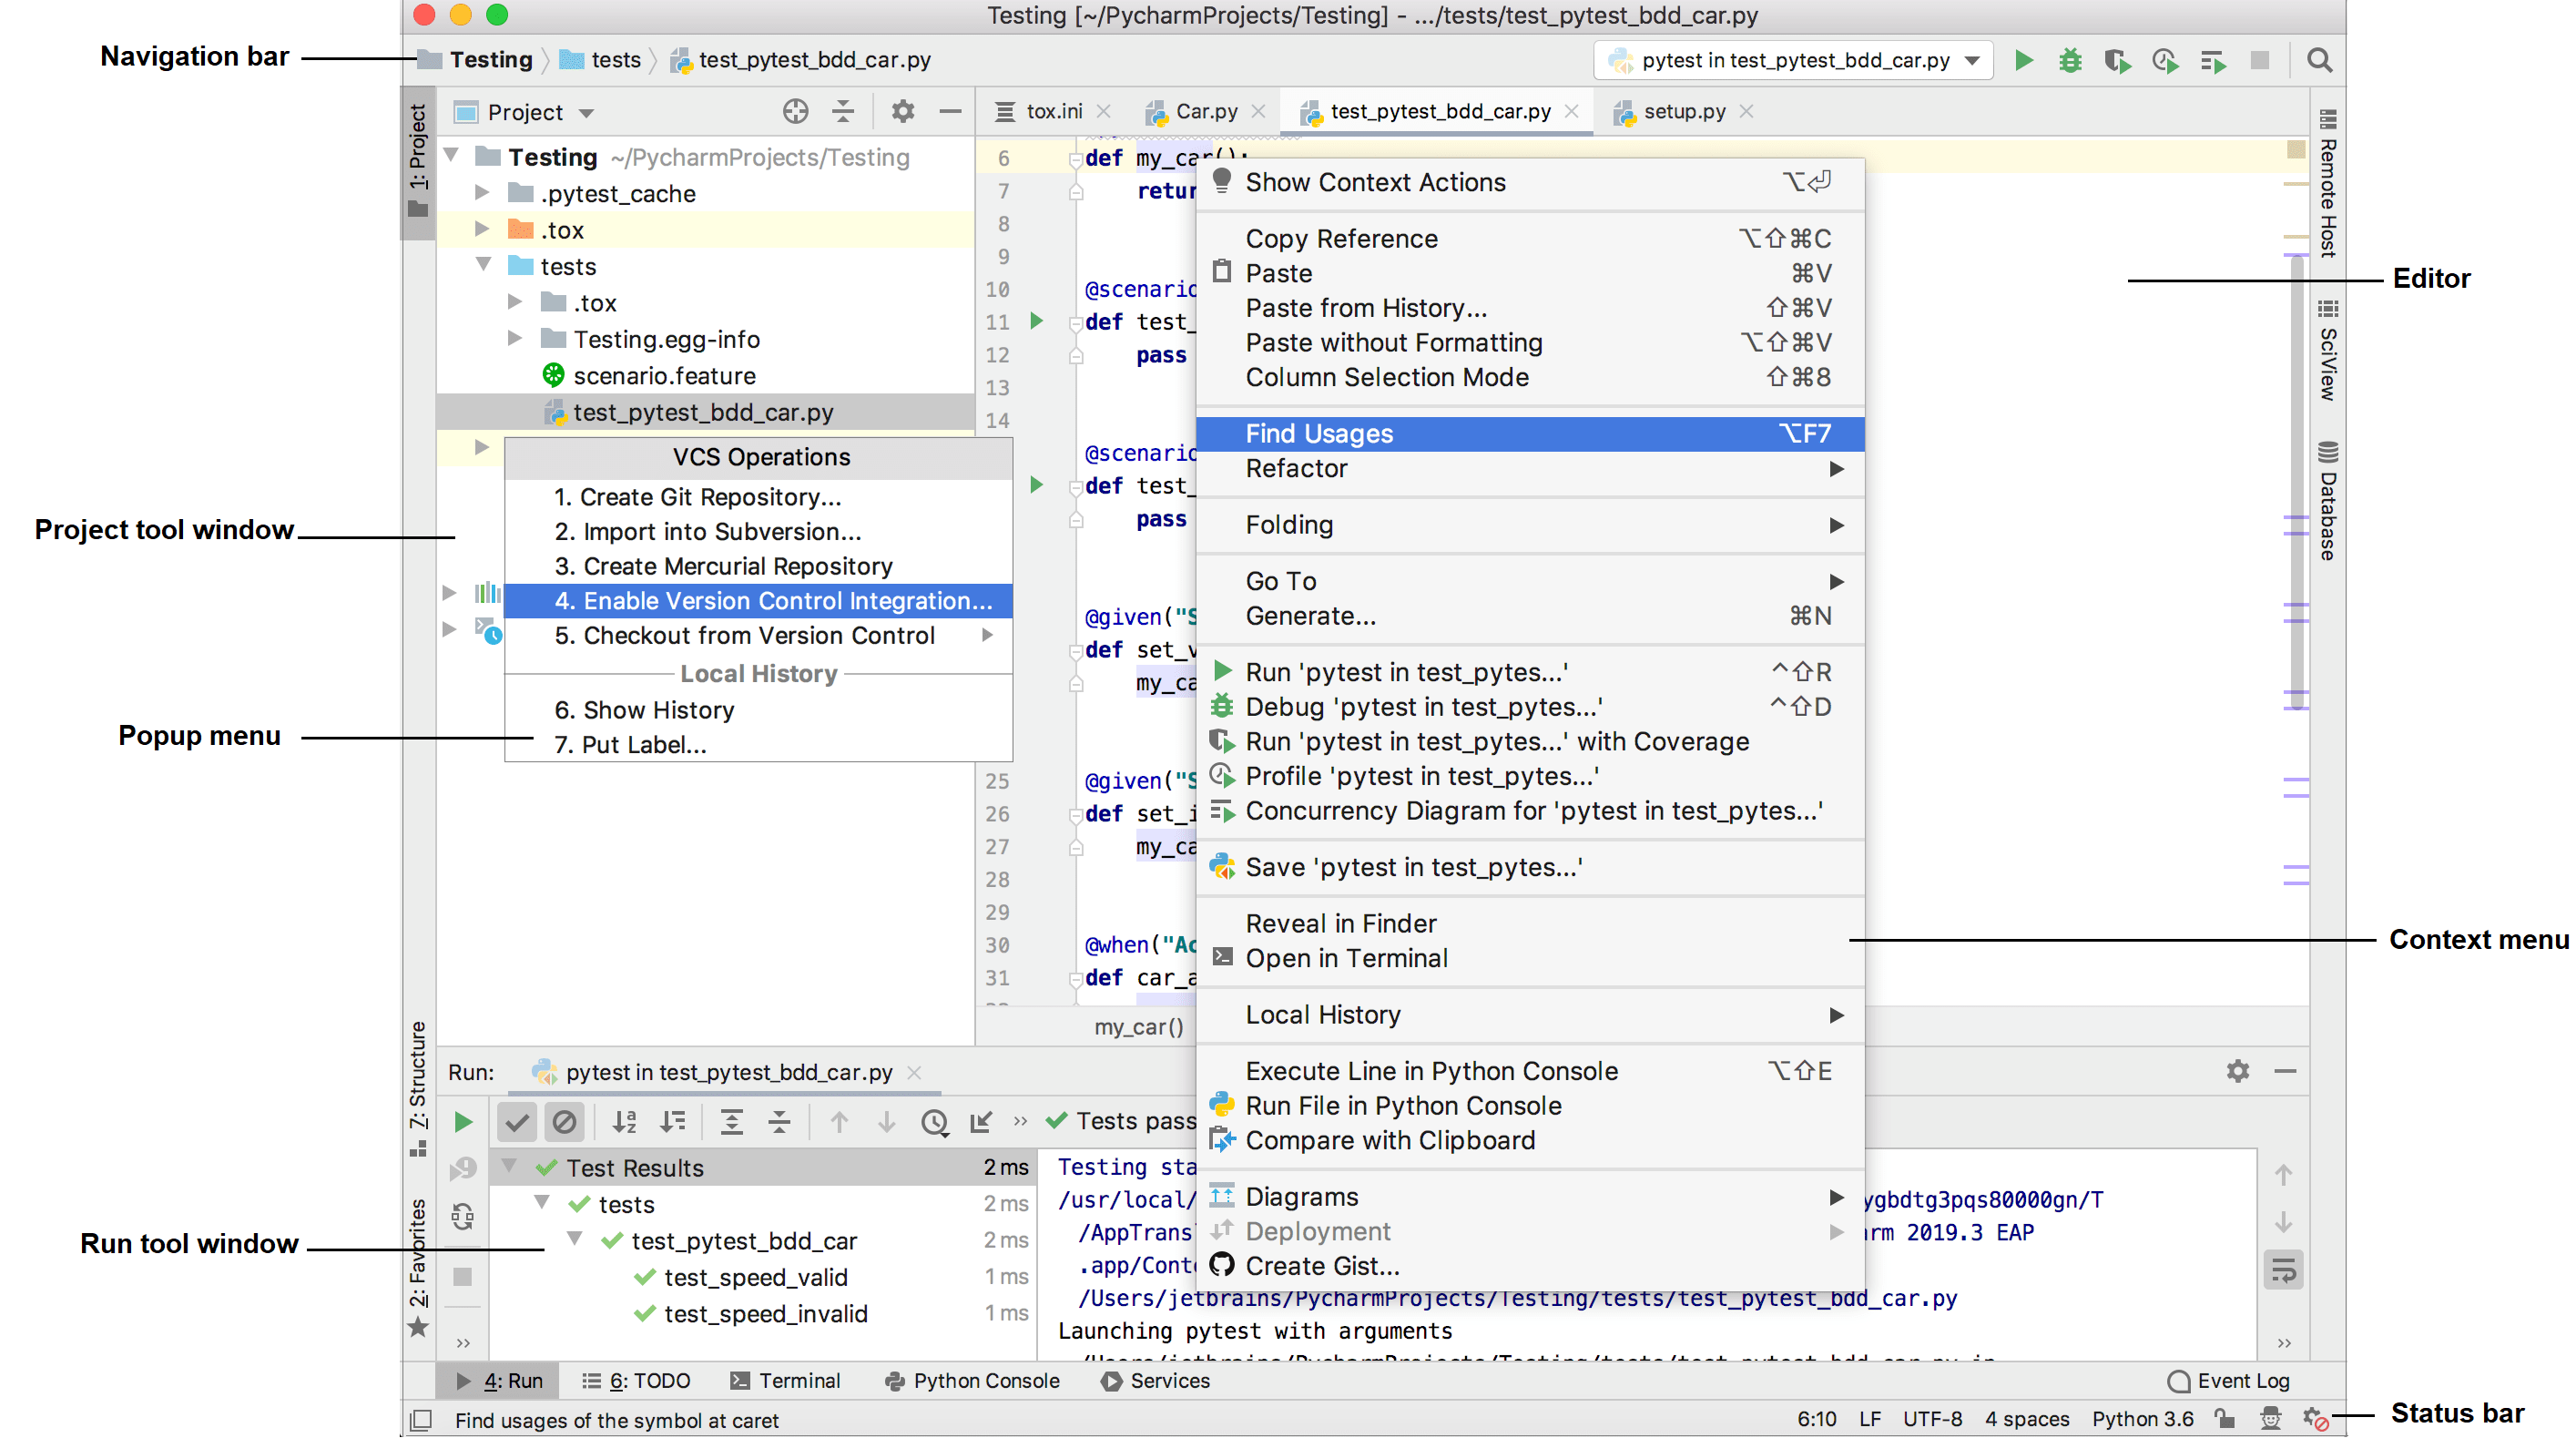 Testing [~/PycharmProjects/Testing] - .../tests/test_pytest_bdd_car.py
Navigation bar
Testing
tests
test_pytest_bdd_car.py
pytest in test_pytest_bdd_car.py
1: Project
Project
tox.ini
Car.py
test_pytest_bdd_car.py
setup.py
Testing ~/PycharmProjects/Testing
.pytest_cache
.tox
tests
.tox
Testing.egg-info
scenario.feature
test_pytest_bdd_car.py
VCS Operations
1. Create Git Repository...
2. Import into Subversion...
3. Create Mercurial Repository
4. Enable Version Control Integration...
5. Checkout from Version Control
Local History
6. Show History
7. Put Label...
Project tool window
Popup menu
6 def my_car():
7
8
9
10 @scenario
11 def test_
12 pass
13
14
@scenario
def test_
pass
@given("S
def set_v
my_ca
25 @given("S
26 def set_i
27 my_ca
28
29
30 @when("Ac
31 def car_a
my_car()
Show Context Actions ⌥⏎
Copy Reference ⌥⇧⌘C
Paste ⌘V
Paste from History... ⇧⌘V
Paste without Formatting ⌥⇧⌘V
Column Selection Mode ⇧⌘8
Find Usages ⌥F7
Refactor
Folding
Go To
Generate... ⌘N
Run 'pytest in test_pytes...' ^⇧R
Debug 'pytest in test_pytes...' ^⇧D
Run 'pytest in test_pytes...' with Coverage
Profile 'pytest in test_pytes...'
Concurrency Diagram for 'pytest in test_pytes...'
Save 'pytest in test_pytes...'
Reveal in Finder
Open in Terminal
Local History
Execute Line in Python Console ⌥⇧E
Run File in Python Console
Compare with Clipboard
Diagrams
Deployment
Create Gist...
Remote Host
SciView
Database
Editor
Context menu
7: Structure
2: Favorites
Run: pytest in test_pytest_bdd_car.py
Tests pass
Test Results 2 ms
tests 2 ms
test_pytest_bdd_car 2 ms
test_speed_valid 1 ms
test_speed_invalid 1 ms
Run tool window
Testing sta
/usr/local/ ygbdtg3pqs80000gn/T
/AppTrans rm 2019.3 EAP
.app/Conte
/Users/jetbrains/PycharmProjects/Testing/tests/test_pytest_bdd_car.py
Launching pytest with arguments
4: Run
6: TODO
Terminal
Python Console
Services
Event Log
Find usages of the symbol at caret
6:10 LF UTF-8 4 spaces Python 3.6
Status bar